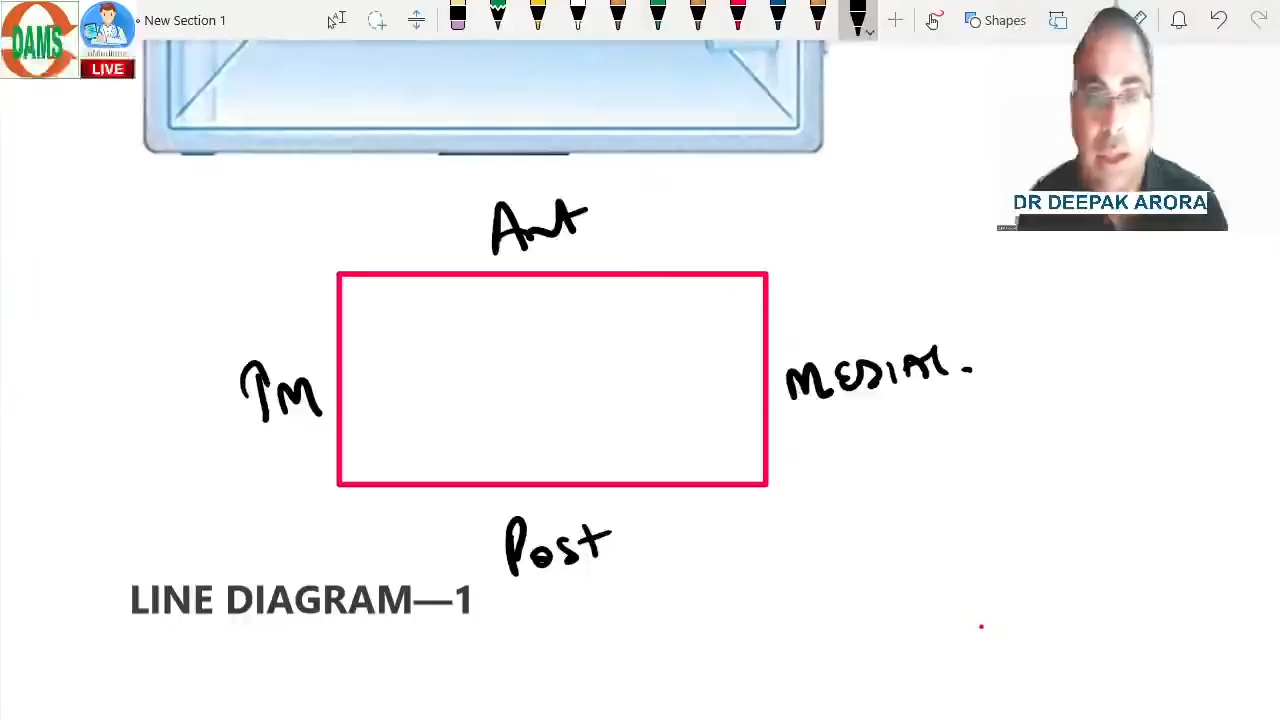 DAMS
LIVE
New Section 1
Shapes
DR DEEPAK ARORA
Ant
TM
MEDIAL.
Post
LINE DIAGRAM—1